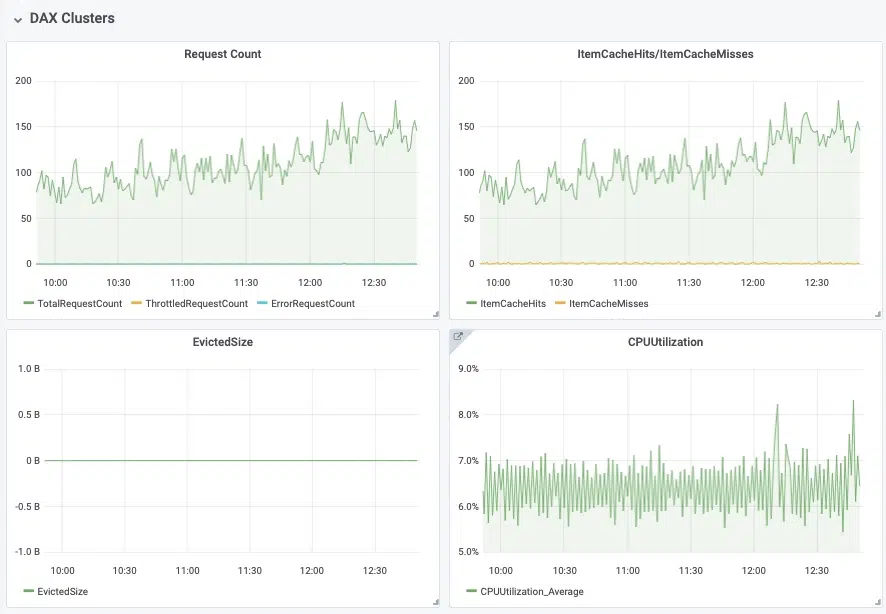 DAX Clusters
Request Count
200
150
100
50
0
10:00 10:30 11:00 11:30 12:00 12:30
TotalRequestCount ThrottledRequestCount ErrorRequestCount
ItemCacheHits/ItemCacheMisses
200
150
100
50
0
10:00 10:30 11:00 11:30 12:00 12:30
ItemCacheHits ItemCacheMisses
EvictedSize
1.0 B
0.5 B
0 B
-0.5 B
-1.0 B
10:00 10:30 11:00 11:30 12:00 12:30
EvictedSize
CPUUtilization
9.0%
8.0%
7.0%
6.0%
5.0%
10:00 10:30 11:00 11:30 12:00 12:30
CPUUtilization_Average